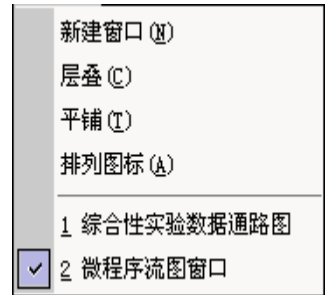 新建窗口(N)
层叠(C)
平铺(T)
排列图标(A)
1 综合性实验数据通路图
2 微程序流图窗口